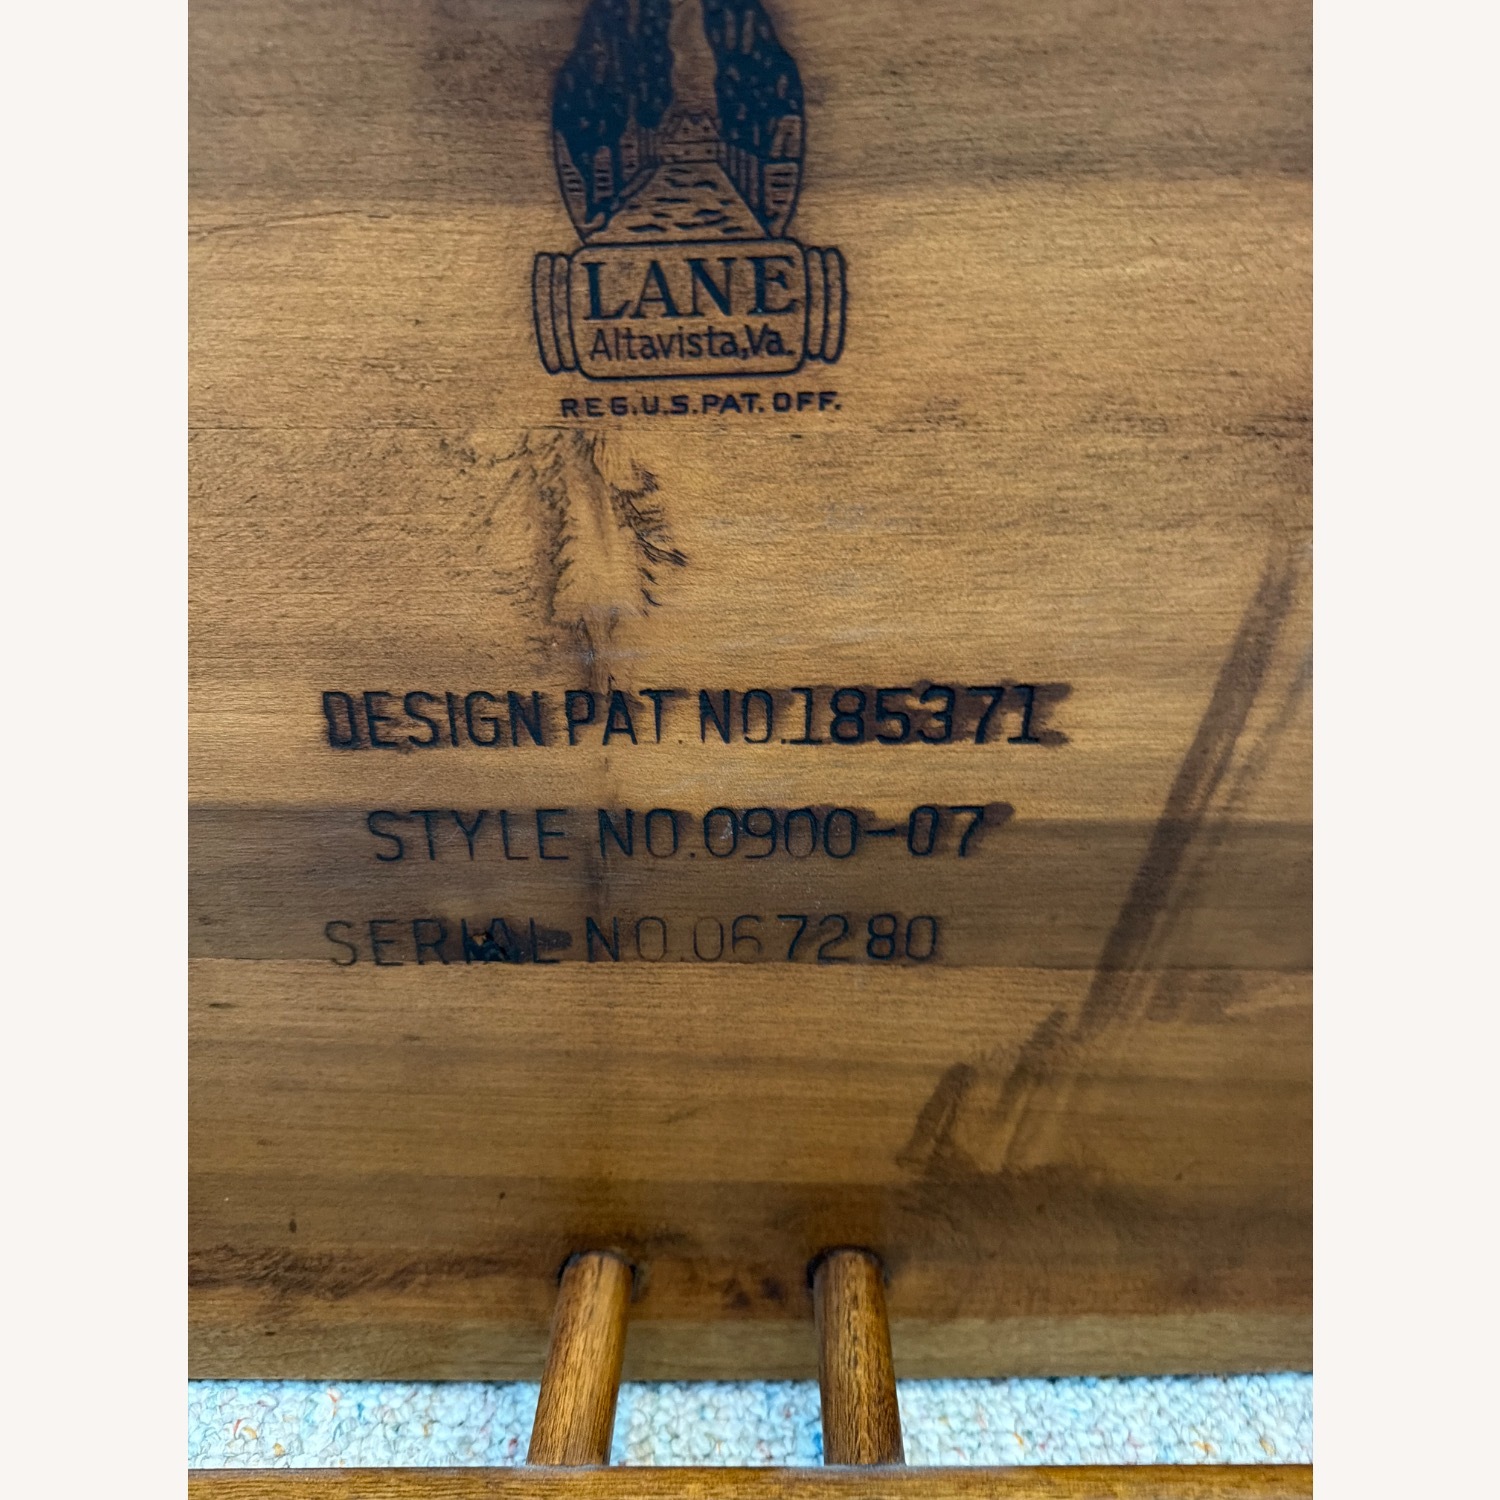 LANE
Altavista,Va.
REG.U.S.PAT.OFF.
DESIGN PAT. NO.185371
STYLE NO.0900-07
SERIAL NO.067280